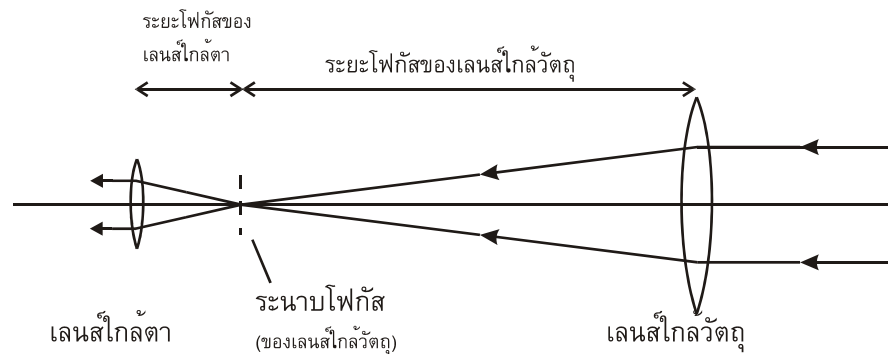 ระยะโฟกัสของ
เลนส์ใกล้ตา
ระยะโฟกัสของเลนส์ใกล้วัตถุ
ระนาบโฟกัส
(ของเลนส์ใกล้วัตถุ)
เลนส์ใกล้ตา
เลนส์ใกล้วัตถุ